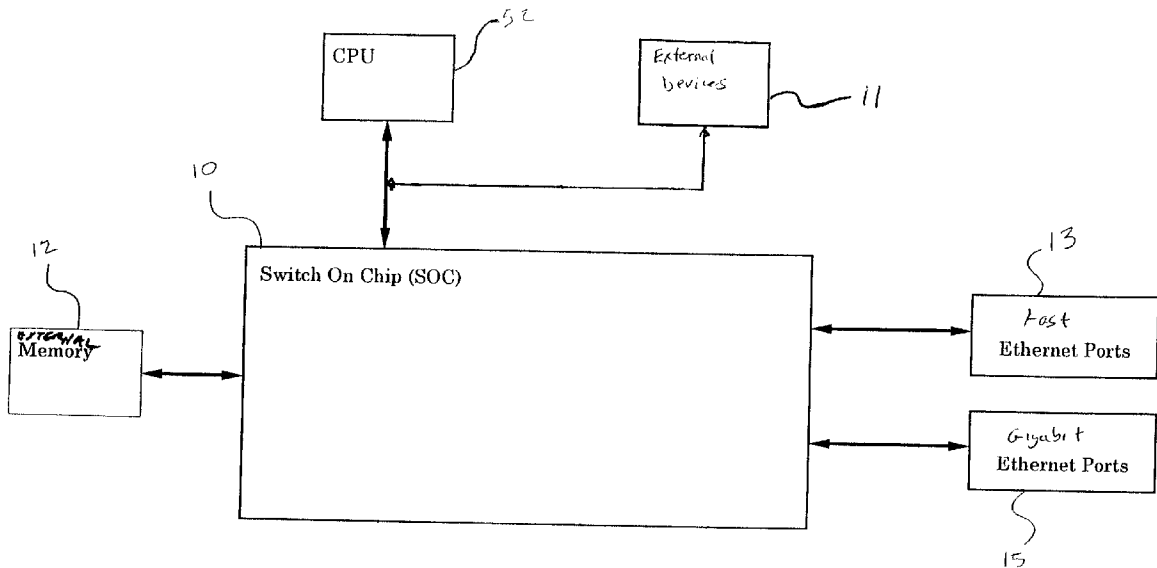 52
CPU
External
Devices
11
10
Switch On Chip (SOC)
12
EXTERNAL
Memory
13
Fast
Ethernet Ports
Gigabit
Ethernet Ports
15